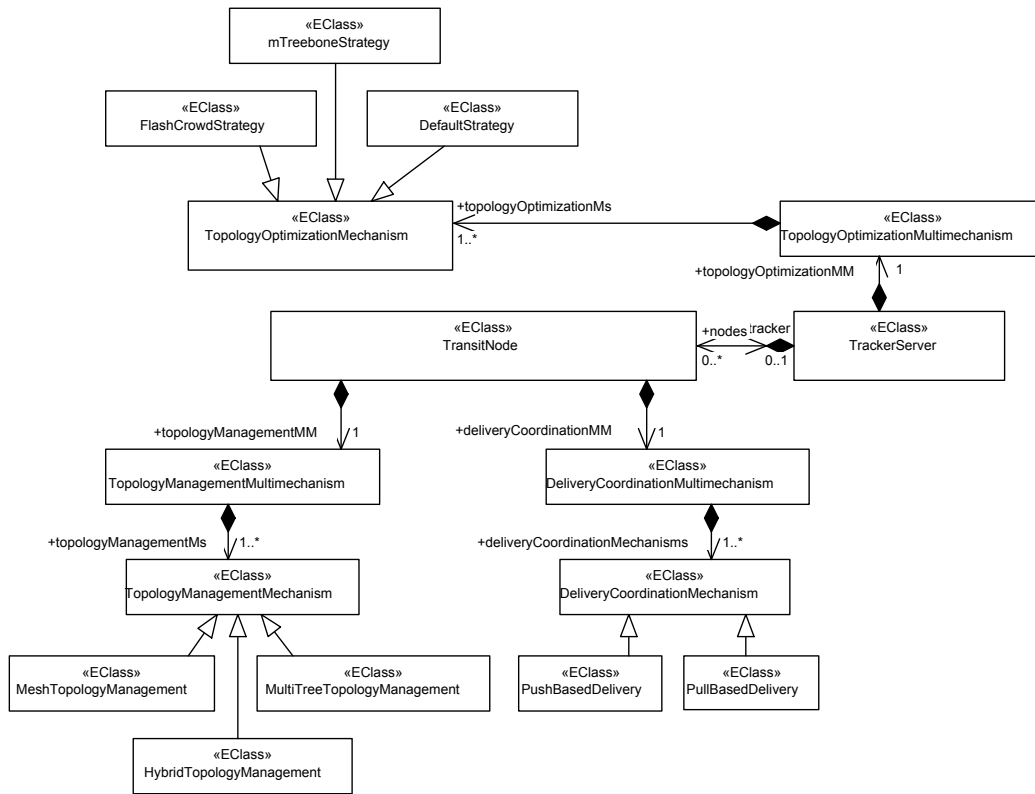 «EClass»
mTreeboneStrategy
«EClass»
FlashCrowdStrategy
«EClass»
DefaultStrategy
«EClass»
TopologyOptimizationMechanism
+topologyOptimizationMs
1..*
«EClass»
TopologyOptimizationMultimechanism
+topologyOptimizationMM
1
«EClass»
TransitNode
+nodes
tracker
0..*
0..1
«EClass»
TrackerServer
+topologyManagementMM
1
+deliveryCoordinationMM
1
«EClass»
TopologyManagementMultimechanism
«EClass»
DeliveryCoordinationMultimechanism
+topologyManagementMs
1..*
+deliveryCoordinationMechanisms
1..*
«EClass»
TopologyManagementMechanism
«EClass»
DeliveryCoordinationMechanism
«EClass»
MeshTopologyManagement
«EClass»
MultiTreeTopologyManagement
«EClass»
PushBasedDelivery
«EClass»
PullBasedDelivery
«EClass»
HybridTopologyManagement